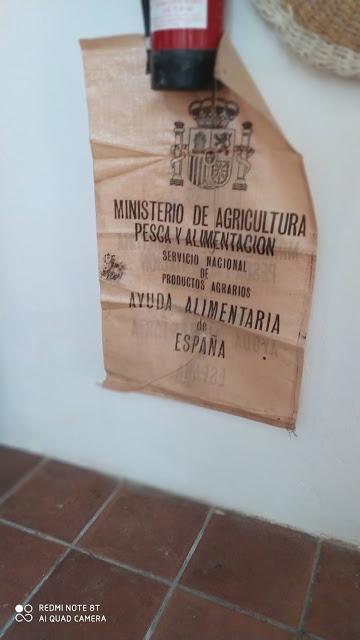 MINISTERIO DE AGRICULTURA
PESCA Y ALIMENTACION
SERVICIO NACIONAL
DE
PRODUCTOS AGRARIOS
AYUDA ALIMENTARIA
de
ESPAÑA
REDMI NOTE 8T
AI QUAD CAMERA